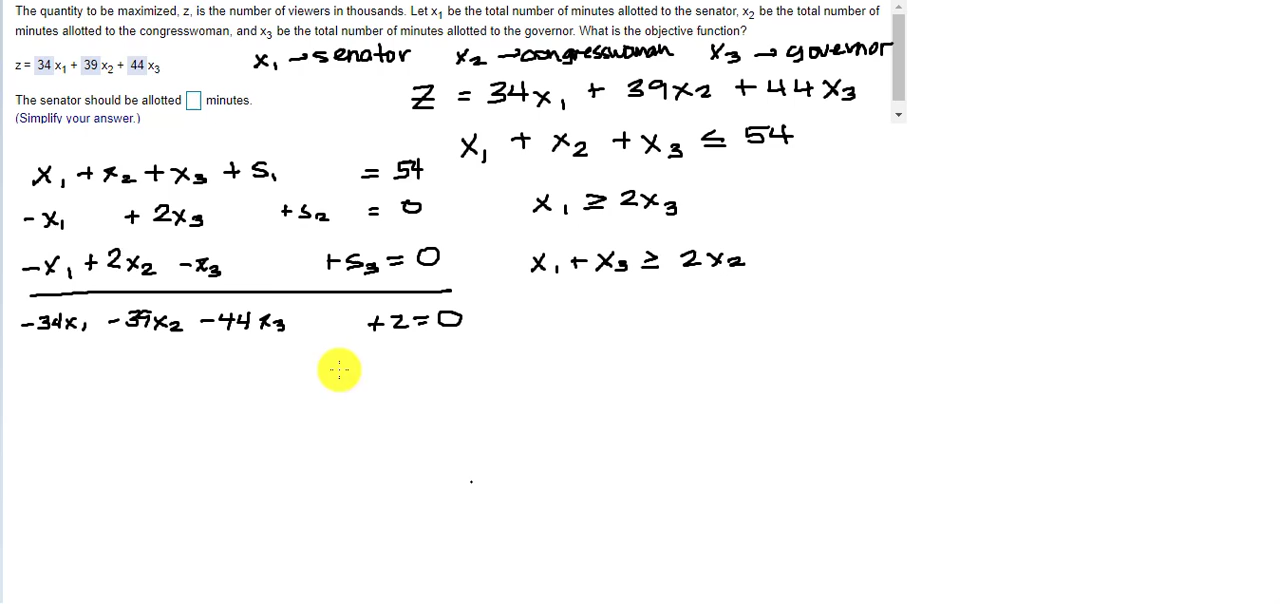 The quantity to be maximized, z, is the number of viewers in thousands. Let x₁ be the total number of minutes allotted to the senator, x₂ be the total number of
minutes allotted to the congresswoman, and x₃ be the total number of minutes allotted to the governor. What is the objective function?
x₁ → senator x₂ → congresswoman x₃ → governor
z = 34 x₁ + 39 x₂ + 44 x₃
Z = 34x₁ + 39x₂ + 44x₃
The senator should be allotted minutes.
(Simplify your answer.)
x₁ + x₂ + x₃ ≤ 54
x₁ + x₂ + x₃ + s₁ = 54
x₁ ≥ 2x₃
-x₁ + 2x₃ + s₂ = 0
x₁ + x₃ ≥ 2x₂
-x₁ + 2x₂ - x₃ + s₃ = 0
-34x₁ - 39x₂ - 44x₃ + z = 0